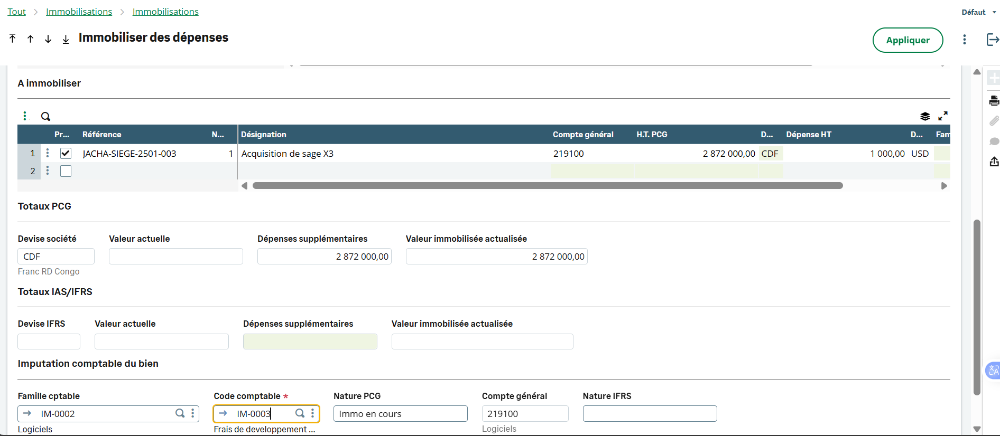 Tout > Immobilisations > Immobilisations
Défaut
Immobiliser des dépenses
Appliquer
A immobiliser
Pr... Référence N... Désignation Compte général H.T. PCG D... Dépense HT D... Fam
1 JACHA-SIEGE-2501-003 1 Acquisition de sage X3 219100 2 872 000,00 CDF 1 000,00 USD
2
Totaux PCG
Devise société Valeur actuelle Dépenses supplémentaires Valeur immobilisée actualisée
CDF 2 872 000,00 2 872 000,00
Franc RD Congo
Totaux IAS/IFRS
Devise IFRS Valeur actuelle Dépenses supplémentaires Valeur immobilisée actualisée
Imputation comptable du bien
Famille cptable Code comptable * Nature PCG Compte général Nature IFRS
IM-0002 IM-0003 Immo en cours 219100
Logiciels Frais de developpement ... Logiciels